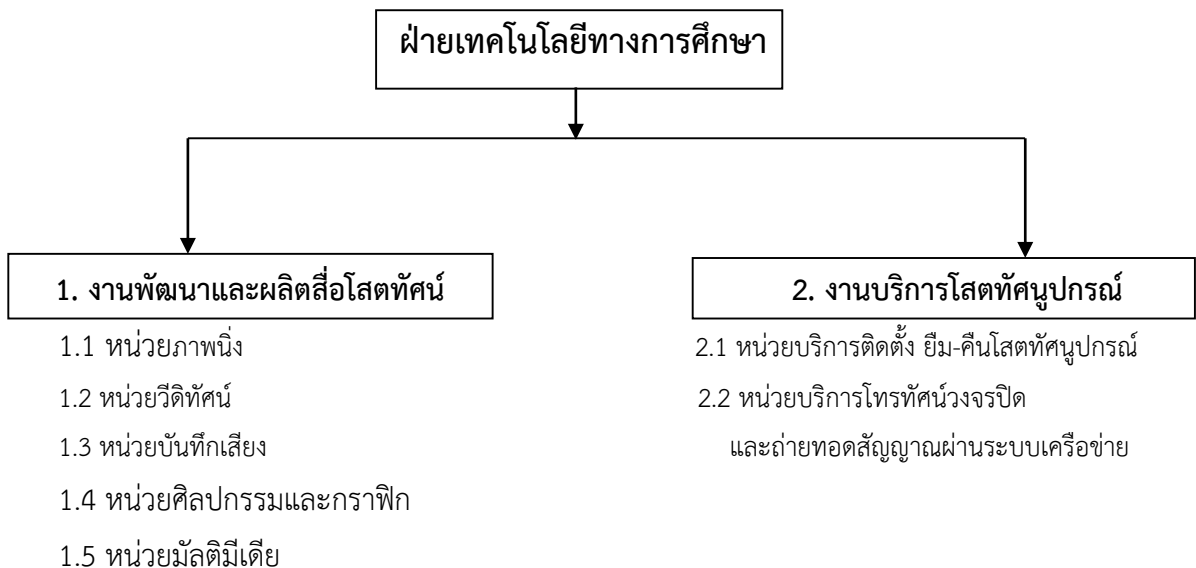 ฝ่ายเทคโนโลยีทางการศึกษา
1. งานพัฒนาและผลิตสื่อโสตทัศน์
1.1 หน่วยภาพนิ่ง
1.2 หน่วยวีดิทัศน์
1.3 หน่วยบันทึกเสียง
1.4 หน่วยศิลปกรรมและกราฟิก
1.5 หน่วยมัลติมีเดีย
2. งานบริการโสตทัศนูปกรณ์
2.1 หน่วยบริการติดตั้ง ยืม-คืนโสตทัศนูปกรณ์
2.2 หน่วยบริการโทรทัศน์วงจรปิด
และถ่ายทอดสัญญาณผ่านระบบเครือข่าย